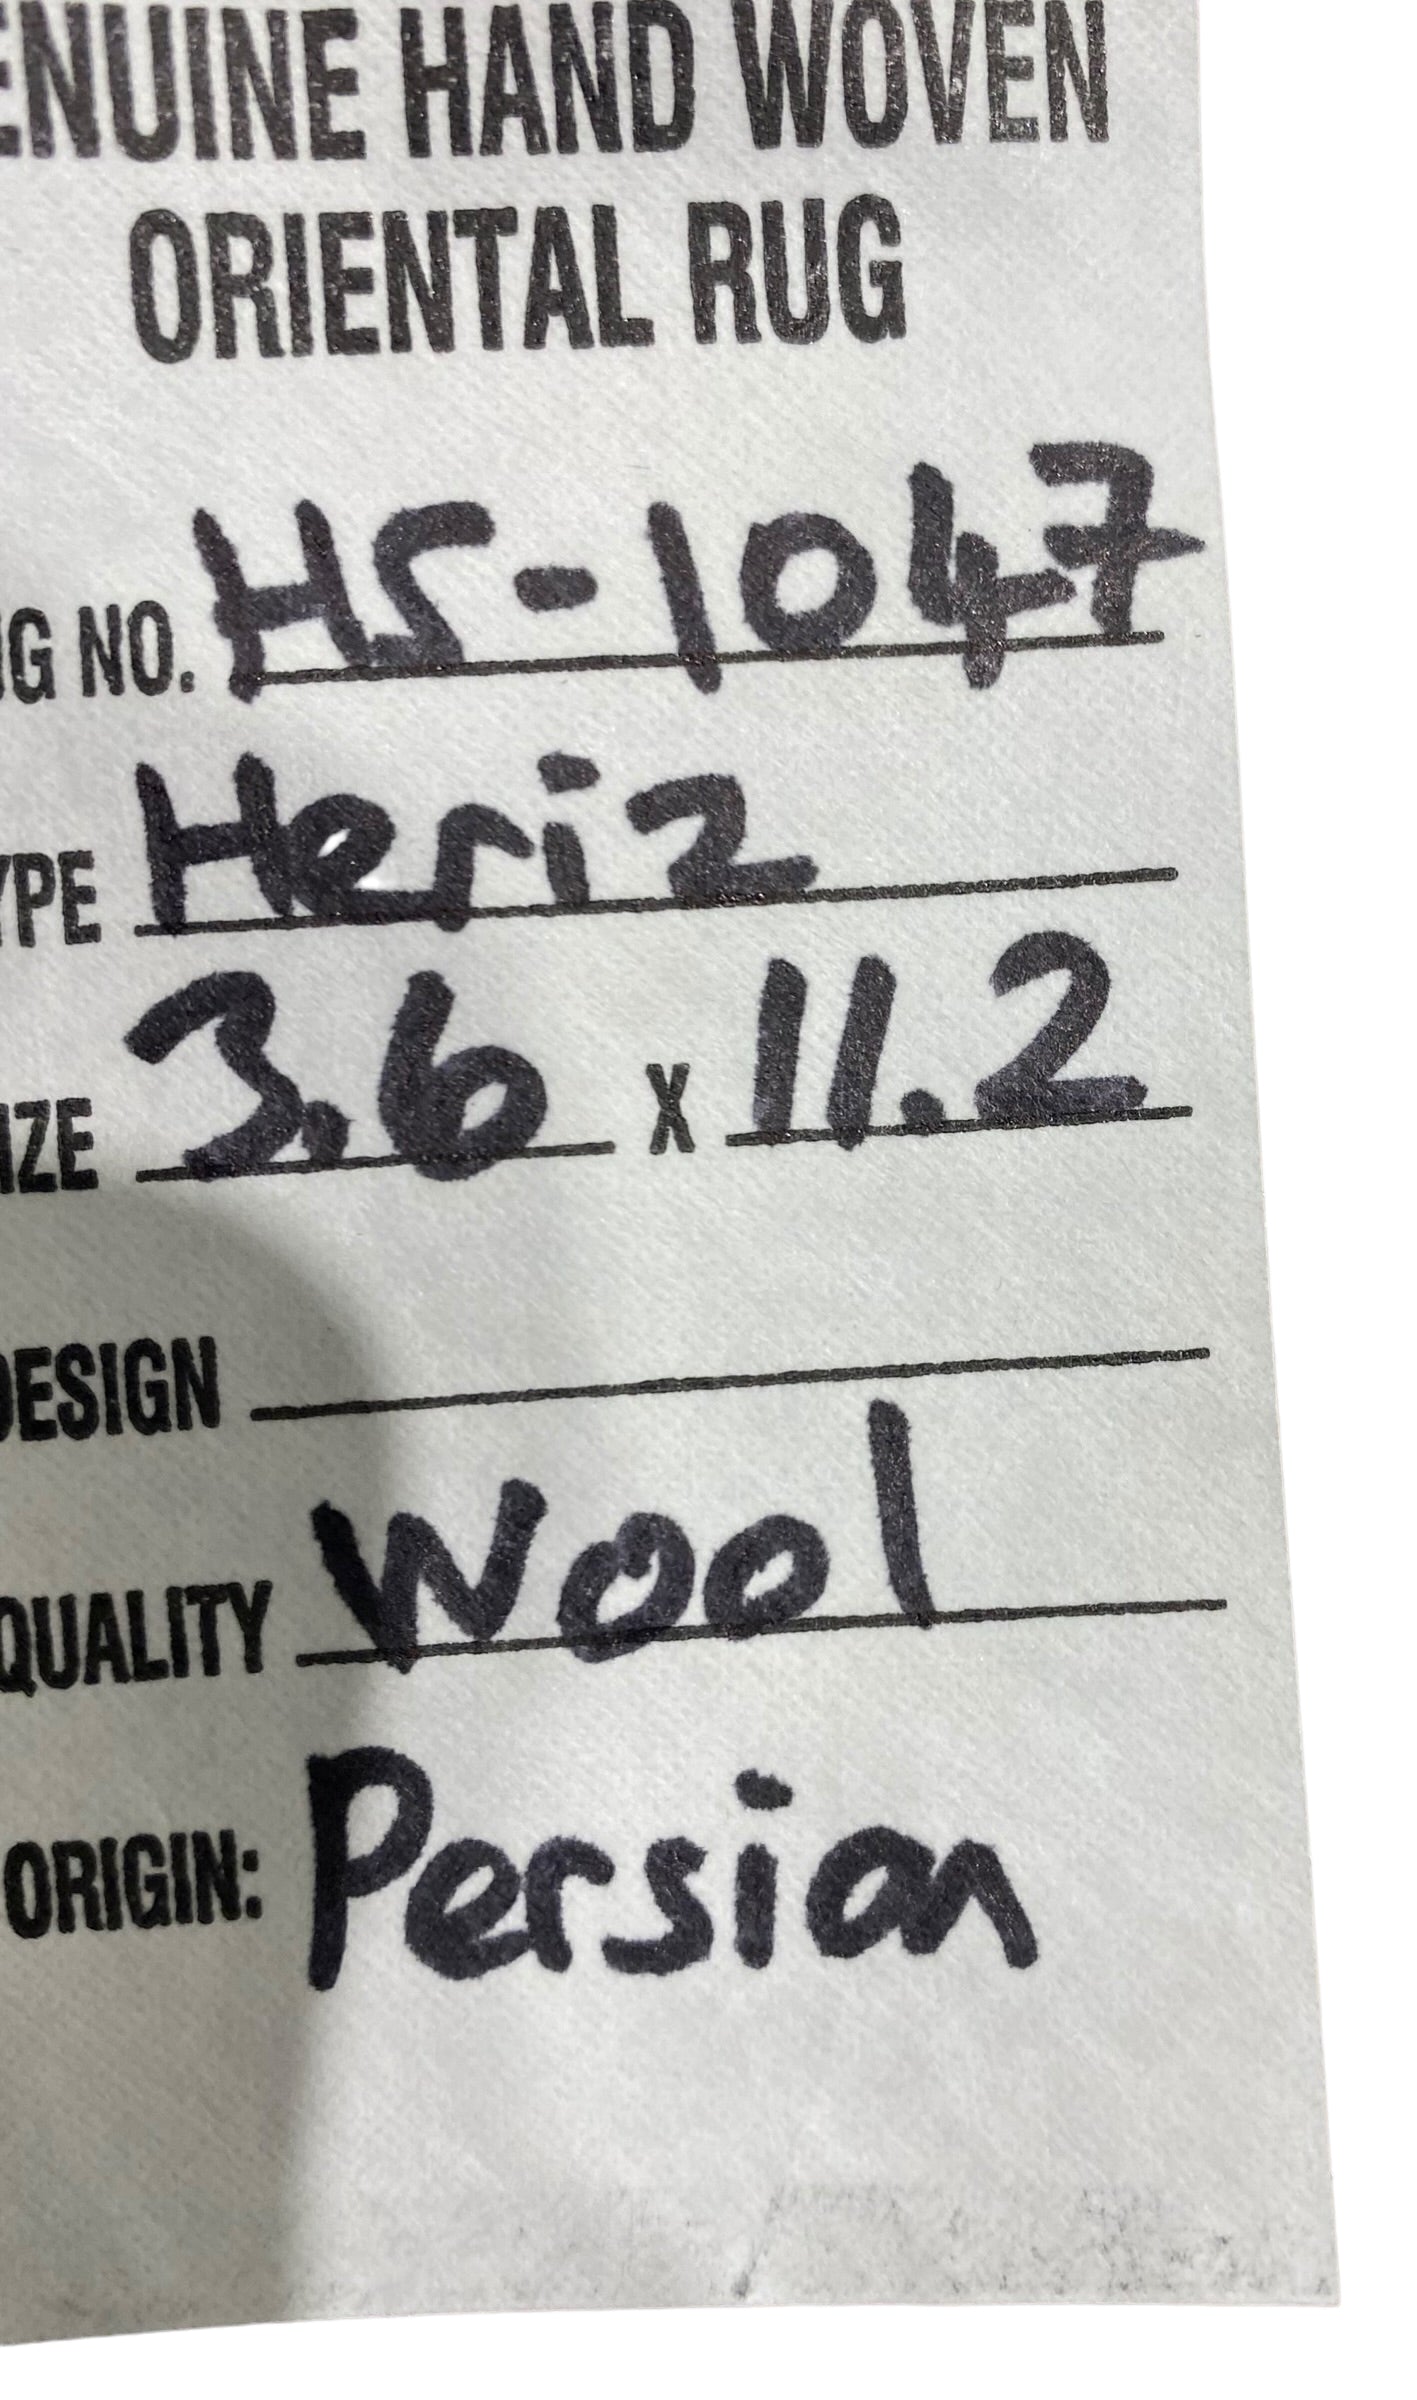 ENUINE HAND WOVEN
ORIENTAL RUG
G NO. HS-1047
YPE Heriz
IZE 3.6 X 11.2
DESIGN
QUALITY Wool
ORIGIN: Persian